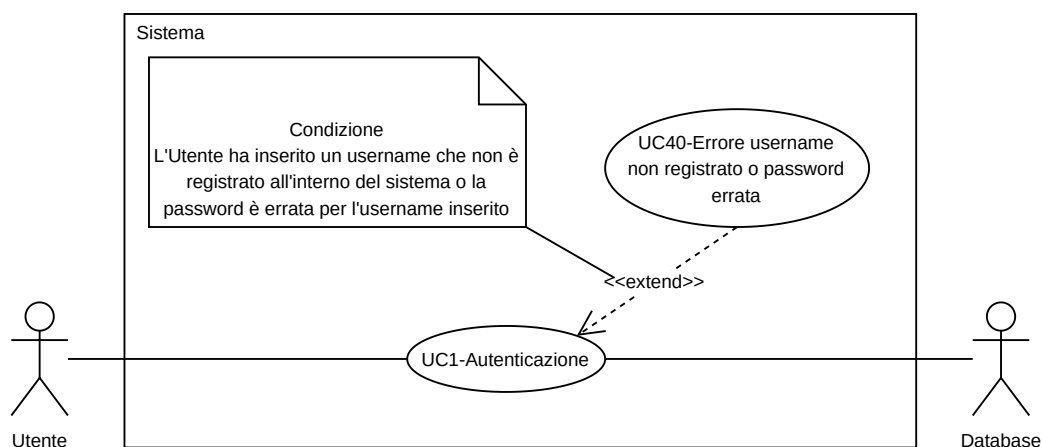 Sistema
Condizione
L'Utente ha inserito un username che non è
registrato all'interno del sistema o la
password è errata per l'username inserito
UC40-Errore username
non registrato o password
errata
<<extend>>
UC1-Autenticazione
Utente
Database